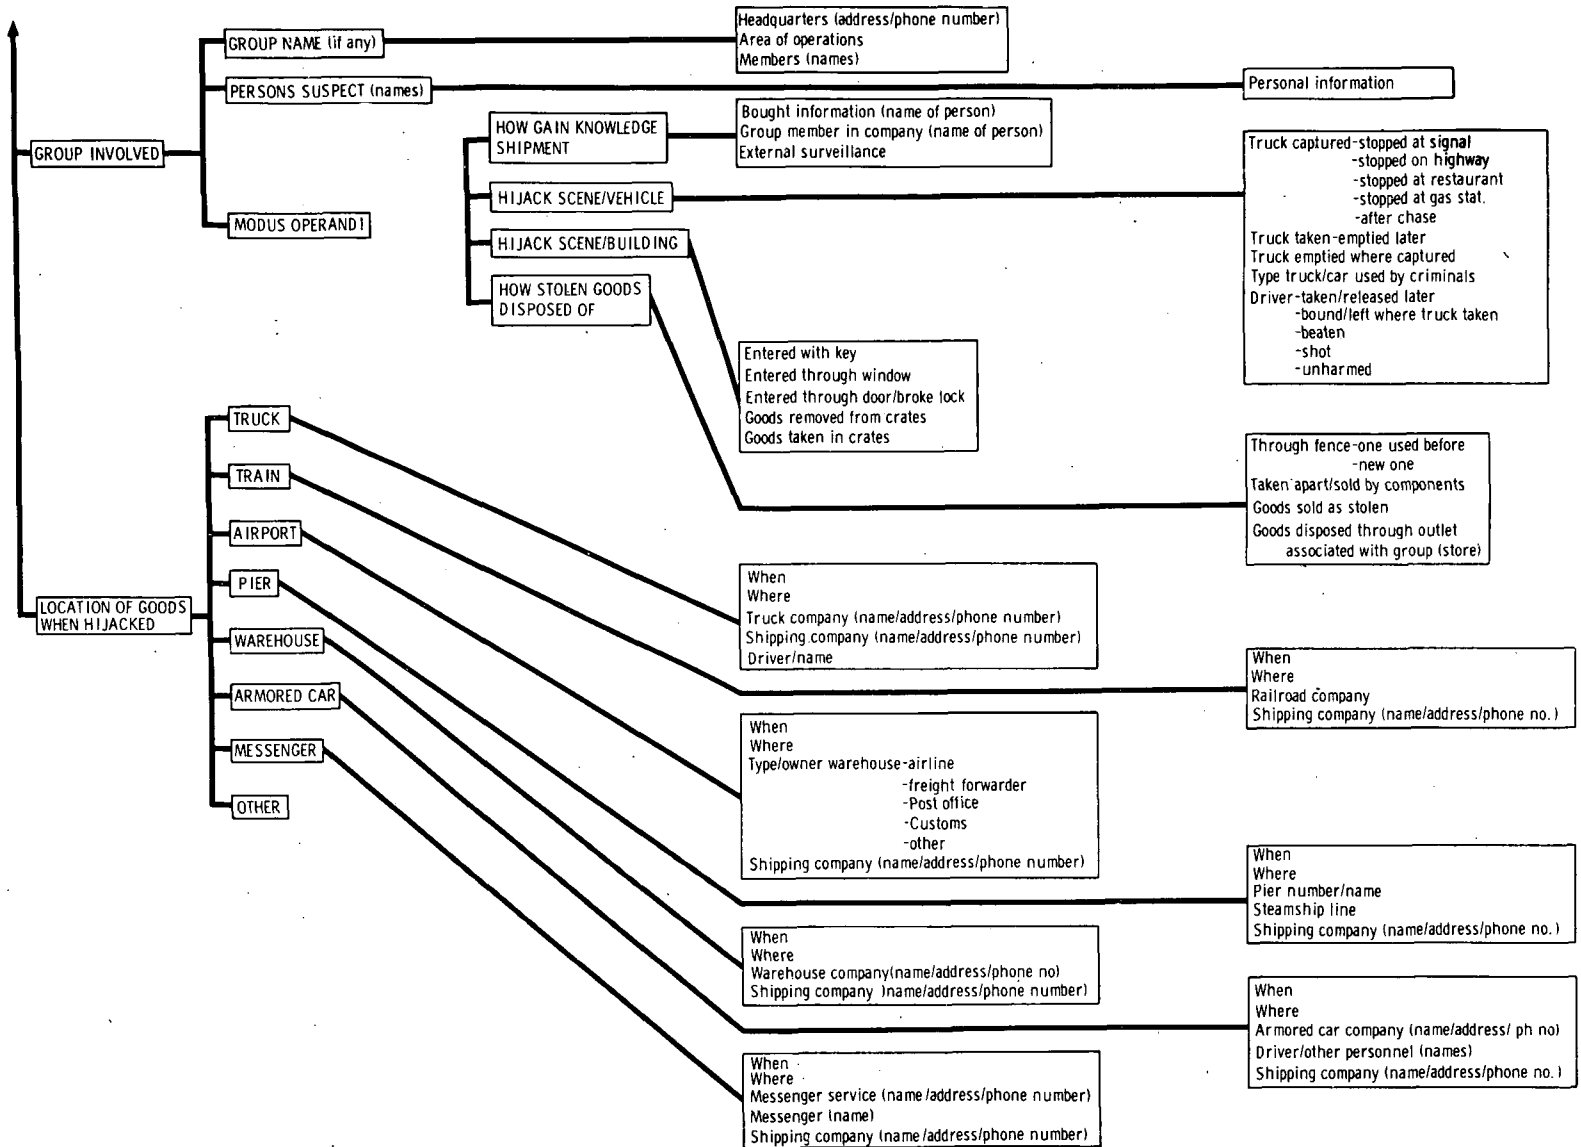 GROUP INVOLVED
GROUP NAME (if any)
Headquarters (address/phone number)
Area of operations
Members (names)
PERSONS SUSPECT (names)
Personal information
MODUS OPERANDI
HOW GAIN KNOWLEDGE
SHIPMENT
Bought information (name of person)
Group member in company (name of person)
External surveillance
HIJACK SCENE/VEHICLE
Truck captured-stopped at signal
-stopped on highway
-stopped at restaurant
-stopped at gas stat.
-after chase
Truck taken-emptied later
Truck emptied where captured
Type truck/car used by criminals
Driver-taken/released later
-bound/left where truck taken
-beaten
-shot
-unharmed
HIJACK SCENE/BUILDING
Entered with key
Entered through window
Entered through door/broke lock
Goods removed from crates
Goods taken in crates
HOW STOLEN GOODS
DISPOSED OF
Through fence-one used before
-new one
Taken apart/sold by components
Goods sold as stolen
Goods disposed through outlet
associated with group (store)
LOCATION OF GOODS
WHEN HIJACKED
TRUCK
When
Where
Truck company (name/address/phone number)
Shipping company (name/address/phone number)
Driver/name
TRAIN
When
Where
Railroad company
Shipping company (name/address/phone no.)
AIRPORT
When
Where
Type/owner warehouse-airline
-freight forwarder
-Post office
-Customs
-other
Shipping company (name/address/phone number)
PIER
When
Where
Pier number/name
Steamship line
Shipping company (name/address/phone no.)
WAREHOUSE
When
Where
Warehouse company(name/address/phone no)
Shipping company )name/address/phone number)
ARMORED CAR
When
Where
Armored car company (name/address/ ph no)
Driver/other personnel (names)
Shipping company (name/address/phone no.)
MESSENGER
When
Where
Messenger service (name/address/phone number)
Messenger (name)
Shipping company (name/address/phone number)
OTHER